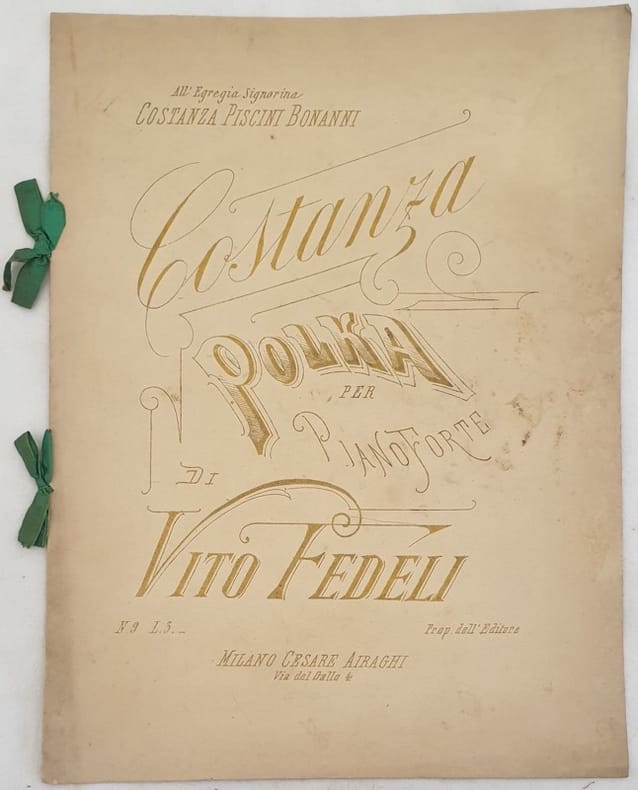 All' Egregia Signorina
COSTANZA PISCINI BONANNI
Costanza
POLKA
PER
PIANOFORTE
DI
VITO FEDELI
N 9 L.3._
Prop. dell' Editore
MILANO CESARE AIRAGHI
Via del Gallo 4